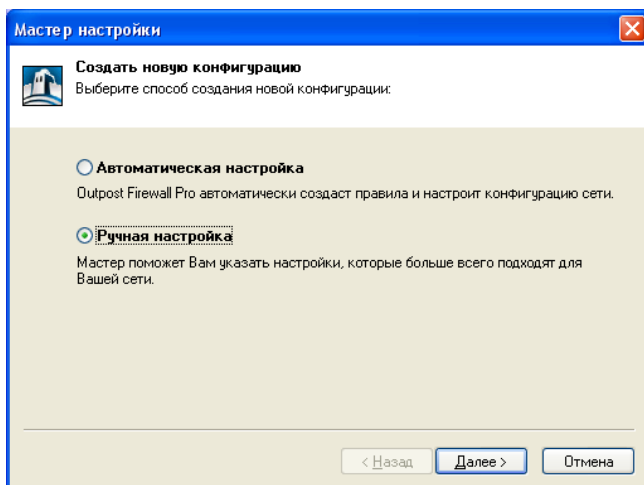 Мастер настройки
Создать новую конфигурацию
Выберите способ создания новой конфигурации:
Автоматическая настройка
Outpost Firewall Pro автоматически создаст правила и настроит конфигурацию сети.
Ручная настройка
Мастер поможет Вам указать настройки, которые больше всего подходят для
Вашей сети.
< Назад
Далее >
Отмена